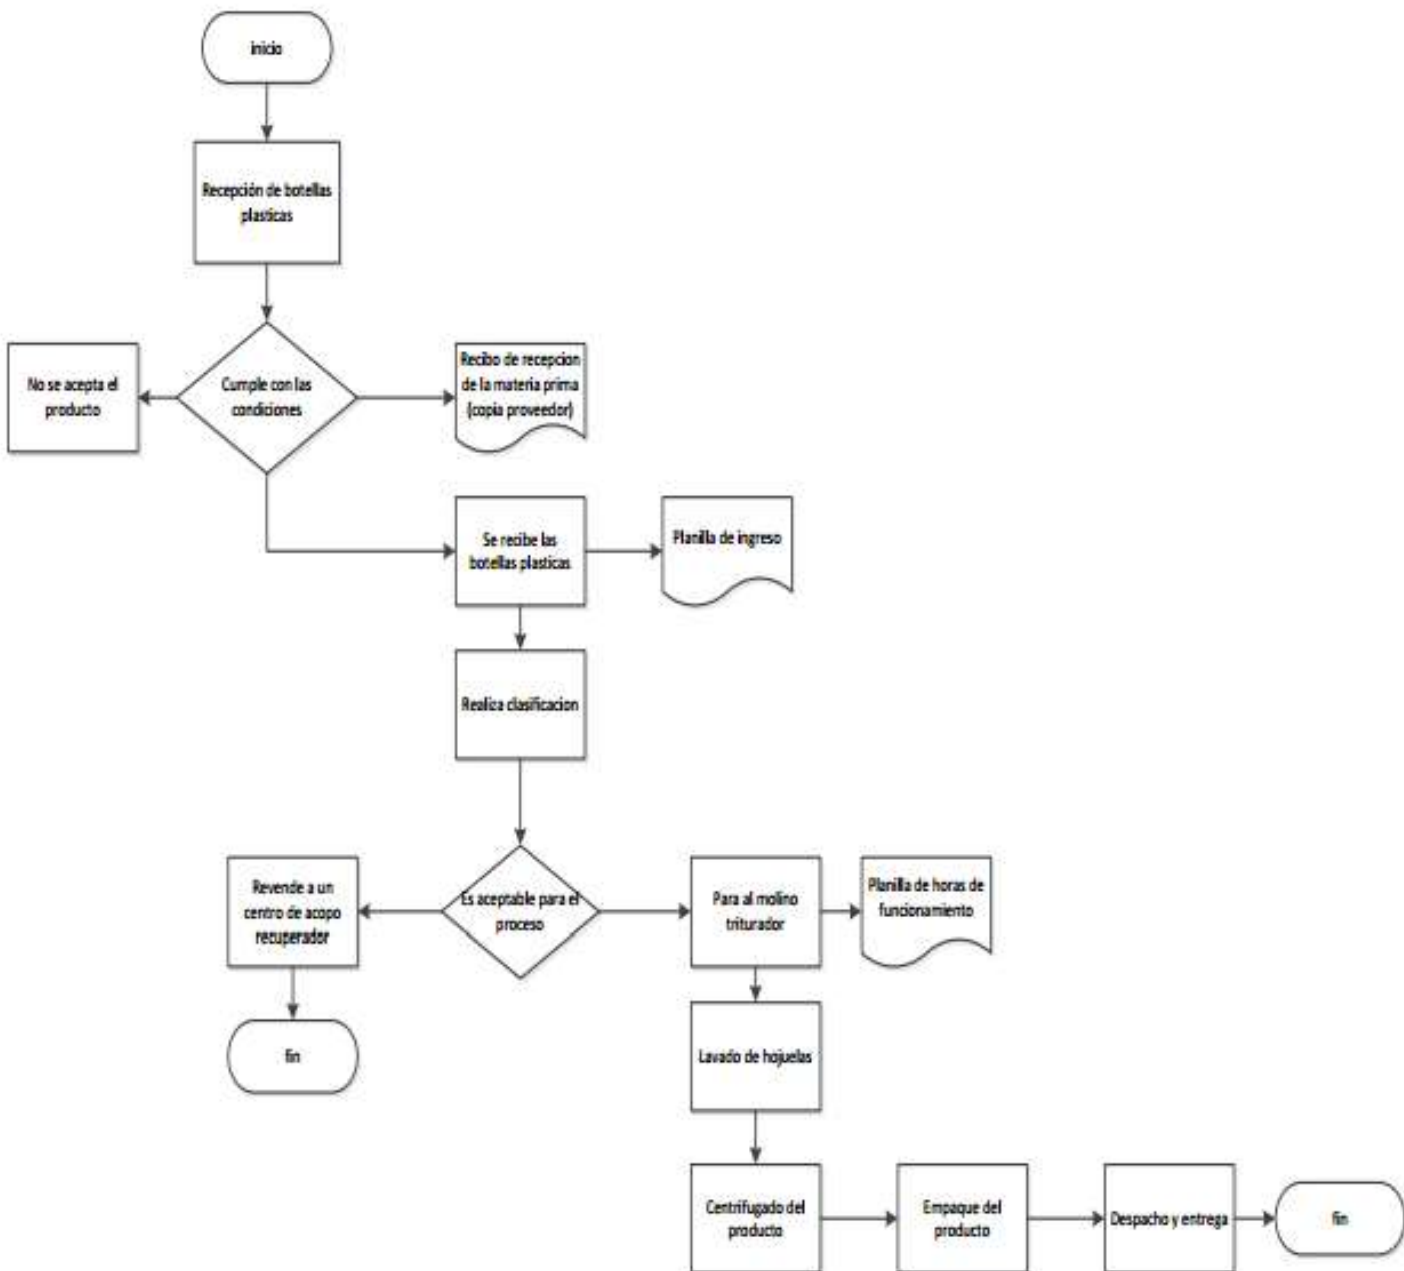 inicio
Recepción de botellas
plasticas
No se acepta el
producto
Cumple con las
condiciones
Recibo de recepcion
de la materia prima
(copia proveedor)
Se recibe las
botellas plasticas
Planilla de ingreso
Realiza clasificacion
Revende a un
centro de acopo
recuperador
Es aceptable para el
proceso
Para al molino
triturador
Planilla de horas de
funcionamiento
fin
Lavado de hojuelas
Centrifugado del
producto
Empaque del
producto
Despacho y entrega
fin